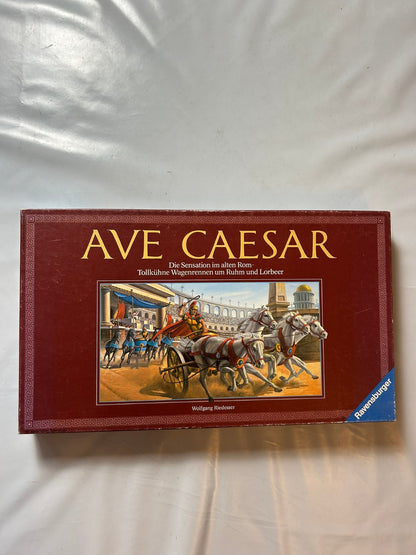 AVE CAESAR
Die Sensation im alten Rom-
Tollkühne Wagenrennen um Ruhm und Lorbeer
Wolfgang Riedesser
Ravensburger